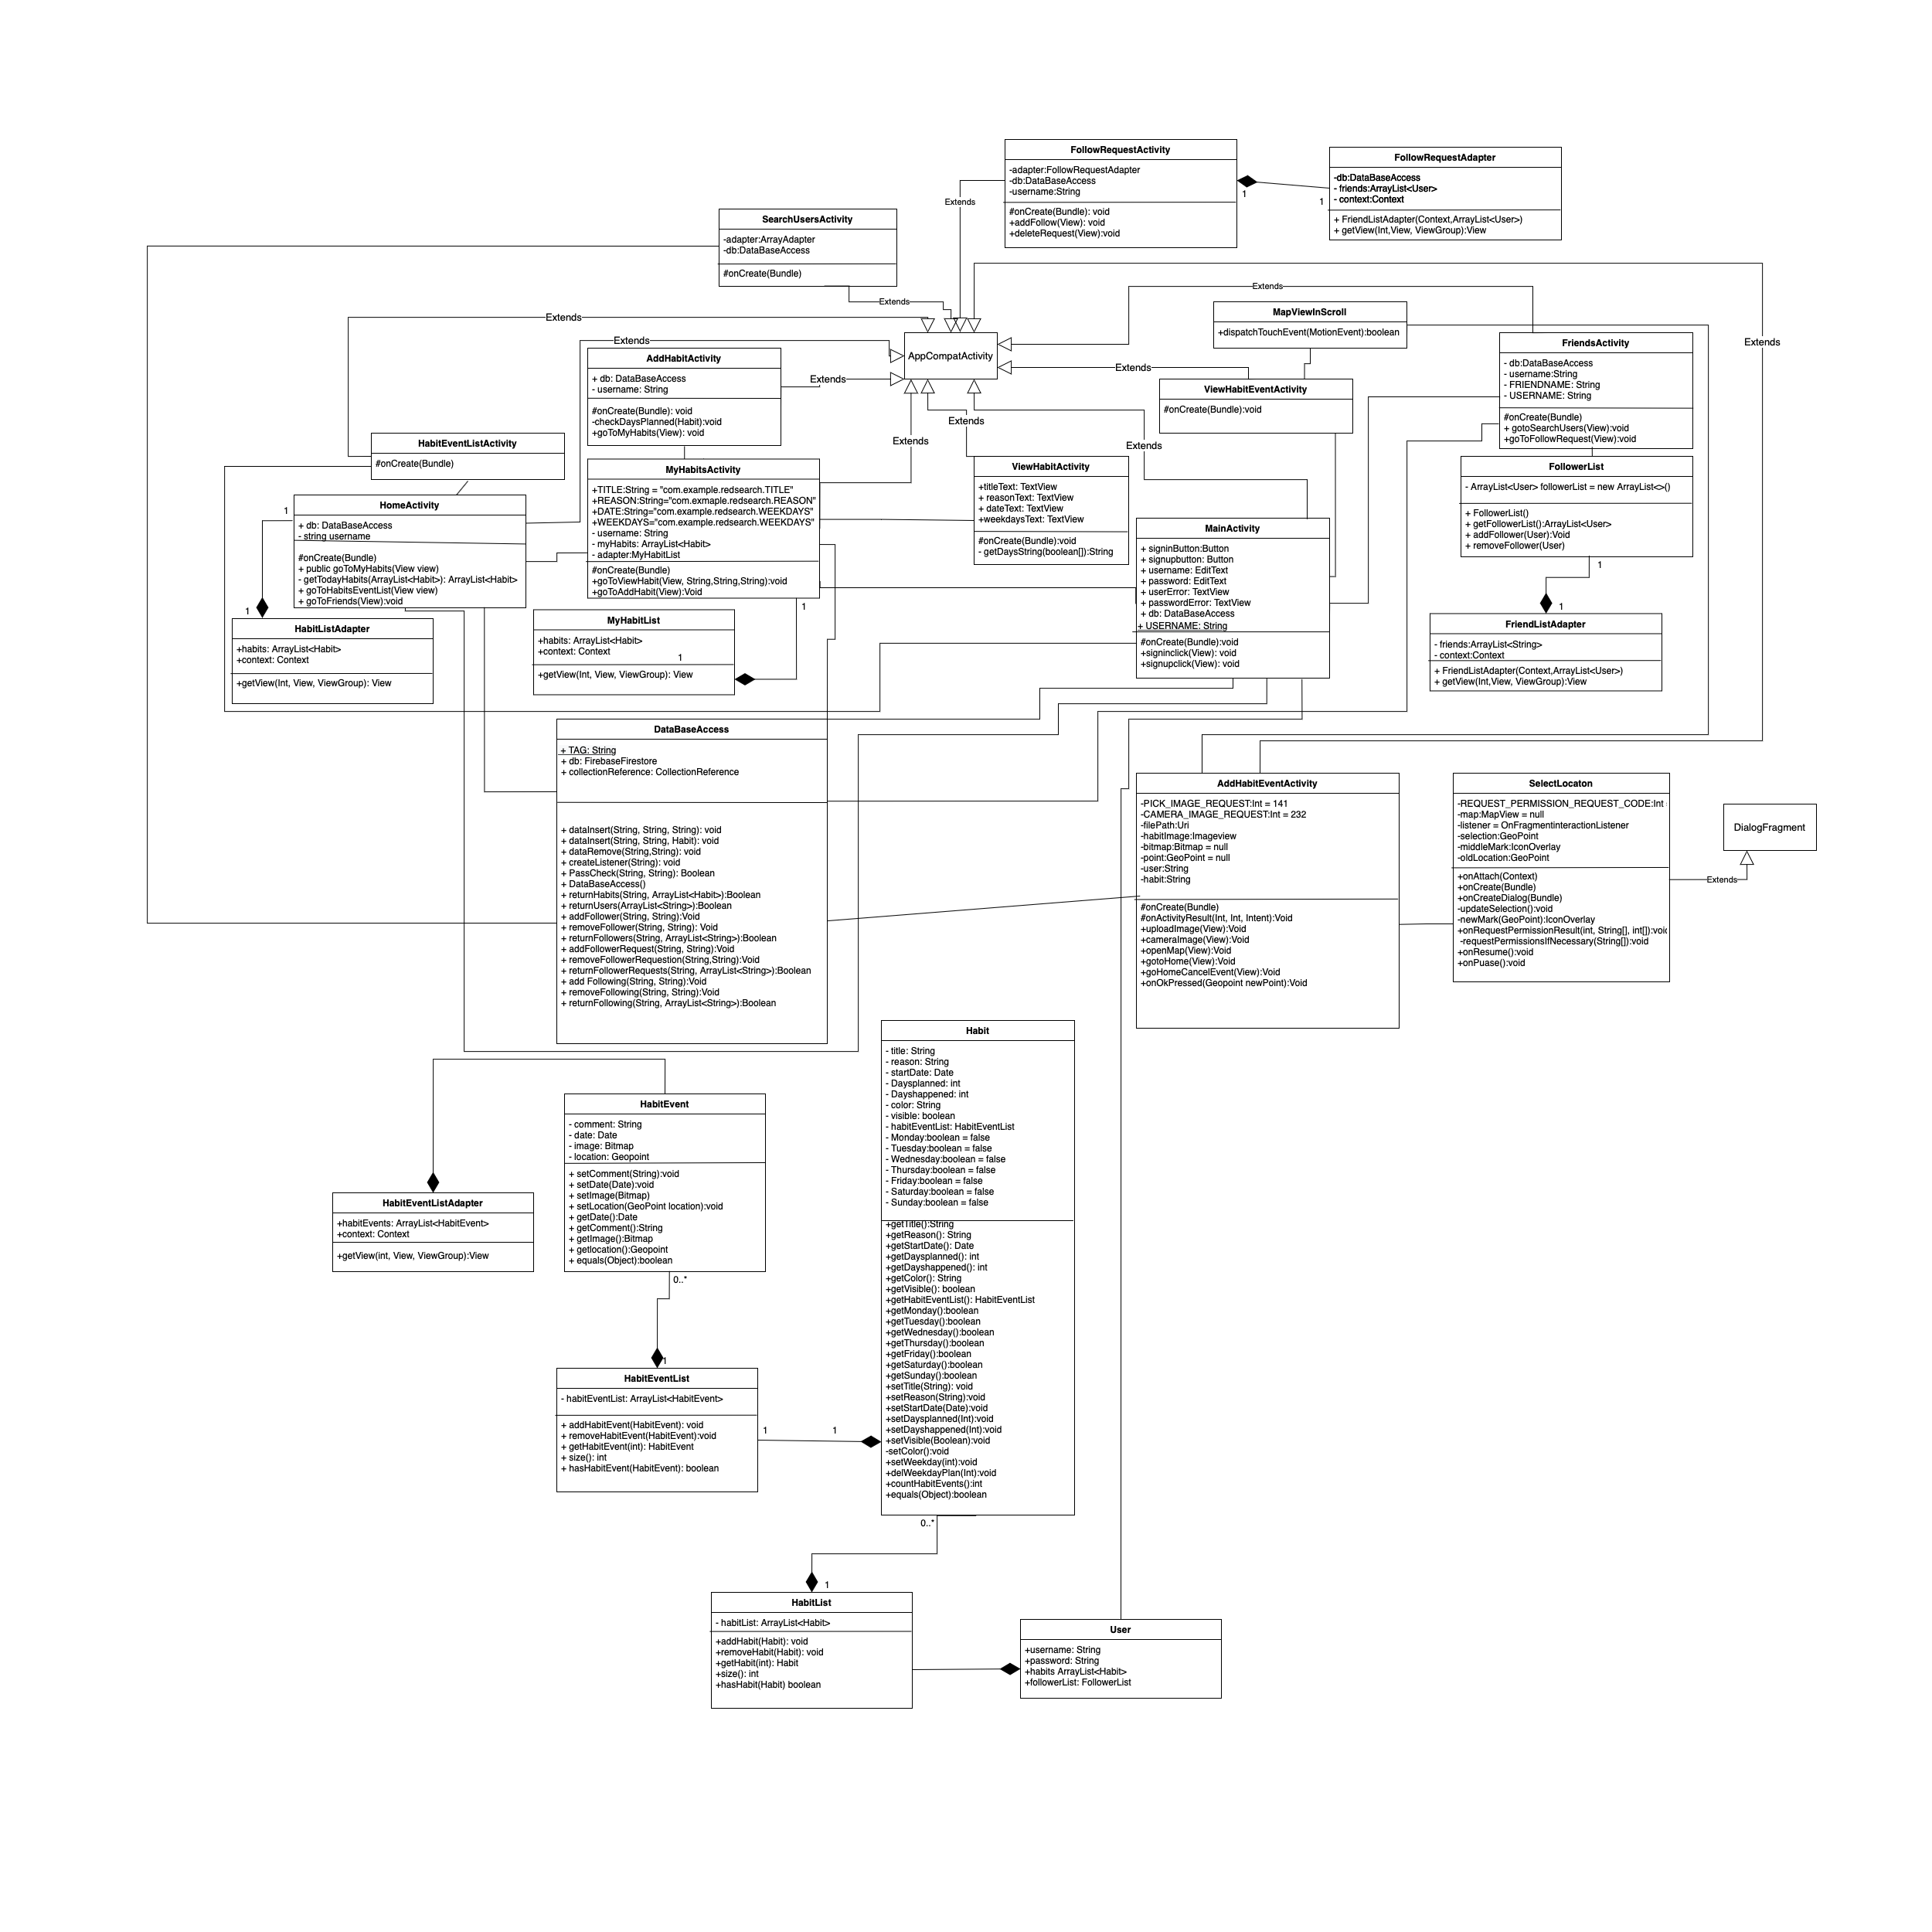 FollowRequestActivity
-adapter:FollowRequestAdapter
-db:DataBaseAccess
-username:String
#onCreate(Bundle): void
+addFollow(View): void
+deleteRequest(View):void
FollowRequestAdapter
-db:DataBaseAccess
- friends:ArrayList<User>
- context:Context
+ FriendListAdapter(Context,ArrayList<User>)
+ getView(Int,View, ViewGroup):View
1
1
Extends
SearchUsersActivity
-adapter:ArrayAdapter
-db:DataBaseAccess
#onCreate(Bundle)
Extends
Extends
Extends
Extends
MapViewInScroll
+dispatchTouchEvent(MotionEvent):boolean
Extends
AppCompatActivity
FriendsActivity
- db:DataBaseAccess
- username:String
- FRIENDNAME: String
- USERNAME: String
#onCreate(Bundle)
+ gotoSearchUsers(View):void
+goToFollowRequest(View):void
AddHabitActivity
+ db: DataBaseAccess
- username: String
#onCreate(Bundle): void
-checkDaysPlanned(Habit):void
+goToMyHabits(View): void
Extends
Extends
ViewHabitEventActivity
#onCreate(Bundle):void
Extends
Extends
Extends
HabitEventListActivity
#onCreate(Bundle)
MyHabitsActivity
+TITLE:String = "com.example.redsearch.TITLE"
+REASON:String="com.exmaple.redsearch.REASON"
+DATE:String="com.example.redsearch.WEEKDAYS"
+WEEKDAYS="com.example.redsearch.WEEKDAYS"
- username: String
- myHabits: ArrayList<Habit>
- adapter:MyHabitList
#onCreate(Bundle)
+goToViewHabit(View, String,String,String):void
+goToAddHabit(View):Void
ViewHabitActivity
+titleText: TextView
+ reasonText: TextView
+ dateText: TextView
+weekdaysText: TextView
#onCreate(Bundle):void
- getDaysString(boolean[]):String
FollowerList
- ArrayList<User> followerList = new ArrayList<>()
+ FollowerList()
+ getFollowerList():ArrayList<User>
+ addFollower(User):Void
+ removeFollower(User)
1
1
HomeActivity
+ db: DataBaseAccess
- string username
#onCreate(Bundle)
+ public goToMyHabits(View view)
- getTodayHabits(ArrayList<Habit>): ArrayList<Habit>
+ goToHabitsEventList(View view)
+ goToFriends(View):void
1
1
MainActivity
+ signinButton:Button
+ signupbutton: Button
+ username: EditText
+ password: EditText
+ userError: TextView
+ passwordError: TextView
+ db: DataBaseAccess
+ USERNAME: String
#onCreate(Bundle):void
+signinclick(View): void
+signupclick(View): void
HabitListAdapter
+habits: ArrayList<Habit>
+context: Context
+getView(Int, View, ViewGroup): View
MyHabitList
+habits: ArrayList<Habit>
+context: Context
1
+getView(Int, View, ViewGroup): View
1
FriendListAdapter
- friends:ArrayList<String>
- context:Context
+ FriendListAdapter(Context,ArrayList<User>)
+ getView(Int,View, ViewGroup):View
DataBaseAccess
+ TAG: String
+ db: FirebaseFirestore
+ collectionReference: CollectionReference
+ dataInsert(String, String, String): void
+ dataInsert(String, String, Habit): void
+ dataRemove(String,String): void
+ createListener(String): void
+ PassCheck(String, String): Boolean
+ DataBaseAccess()
+ returnHabits(String, ArrayList<Habit>):Boolean
+ returnUsers(ArrayList<String>):Boolean
+ addFollower(String, String):Void
+ removeFollower(String, String): Void
+ returnFollowers(String, ArrayList<String>):Boolean
+ addFollowerRequest(String, String):Void
+ removeFollowerRequestion(String,String):Void
+ returnFollowerRequests(String, ArrayList<String>):Boolean
+ add Following(String, String):Void
+ removeFollowing(String, String):Void
+ returnFollowing(String, ArrayList<String>):Boolean
AddHabitEventActivity
-PICK_IMAGE_REQUEST:Int = 141
-CAMERA_IMAGE_REQUEST:Int = 232
-filePath:Uri
-habitImage:Imageview
-bitmap:Bitmap = null
-point:GeoPoint = null
-user:String
-habit:String
#onCreate(Bundle)
#onActivityResult(Int, Int, Intent):Void
+uploadImage(View):Void
+cameraImage(View):Void
+openMap(View):Void
+gotoHome(View):Void
+goHomeCancelEvent(View):Void
+onOkPressed(Geopoint newPoint):Void
SelectLocaton
-REQUEST_PERMISSION_REQUEST_CODE:Int
-map:MapView = null
-listener = OnFragmentinteractionListener
-selection:GeoPoint
-middleMark:IconOverlay
-oldLocation:GeoPoint
+onAttach(Context)
+onCreate(Bundle)
+onCreateDialog(Bundle)
-updateSelection():void
-newMark(GeoPoint):IconOverlay
+onRequestPermissionResult(int, String[], int[]):void
-requestPermissionsIfNecessary(String[]):void
+onResume():void
+onPuase():void
DialogFragment
Extends
Habit
- title: String
- reason: String
- startDate: Date
- Daysplanned: int
- Dayshappened: int
- color: String
- visible: boolean
- habitEventList: HabitEventList
- Monday:boolean = false
- Tuesday:boolean = false
- Wednesday:boolean = false
- Thursday:boolean = false
- Friday:boolean = false
- Saturday:boolean = false
- Sunday:boolean = false
+getTitle():String
+getReason(): String
+getStartDate(): Date
+getDaysplanned(): int
+getDayshappened(): int
+getColor(): String
+getVisible(): boolean
+getHabitEventList(): HabitEventList
+getMonday():boolean
+getTuesday():boolean
+getWednesday():boolean
+getThursday():boolean
+getFriday():boolean
+getSaturday():boolean
+getSunday():boolean
+setTitle(String): void
+setReason(String):void
+setStartDate(Date):void
+setDaysplanned(Int):void
+setDayshappened(Int):void
+setVisible(Boolean):void
-setColor():void
+setWeekday(int):void
+delWeekdayPlan(Int):void
+countHabitEvents():int
+equals(Object):boolean
HabitEvent
- comment: String
- date: Date
- image: Bitmap
- location: Geopoint
+ setComment(String):void
+ setDate(Date):void
+ setImage(Bitmap)
+ setLocation(GeoPoint location):void
+ getDate():Date
+ getComment():String
+ getImage():Bitmap
+ getlocation():Geopoint
+ equals(Object):boolean
HabitEventListAdapter
+habitEvents: ArrayList<HabitEvent>
+context: Context
+getView(int, View, ViewGroup):View
0..*
1
HabitEventList
- habitEventList: ArrayList<HabitEvent>
+ addHabitEvent(HabitEvent): void
+ removeHabitEvent(HabitEvent):void
+ getHabitEvent(int): HabitEvent
+ size(): int
+ hasHabitEvent(HabitEvent): boolean
1
1
0..*
1
HabitList
- habitList: ArrayList<Habit>
+addHabit(Habit): void
+removeHabit(Habit): void
+getHabit(int): Habit
+size(): int
+hasHabit(Habit) boolean
User
+username: String
+password: String
+habits ArrayList<Habit>
+followerList: FollowerList